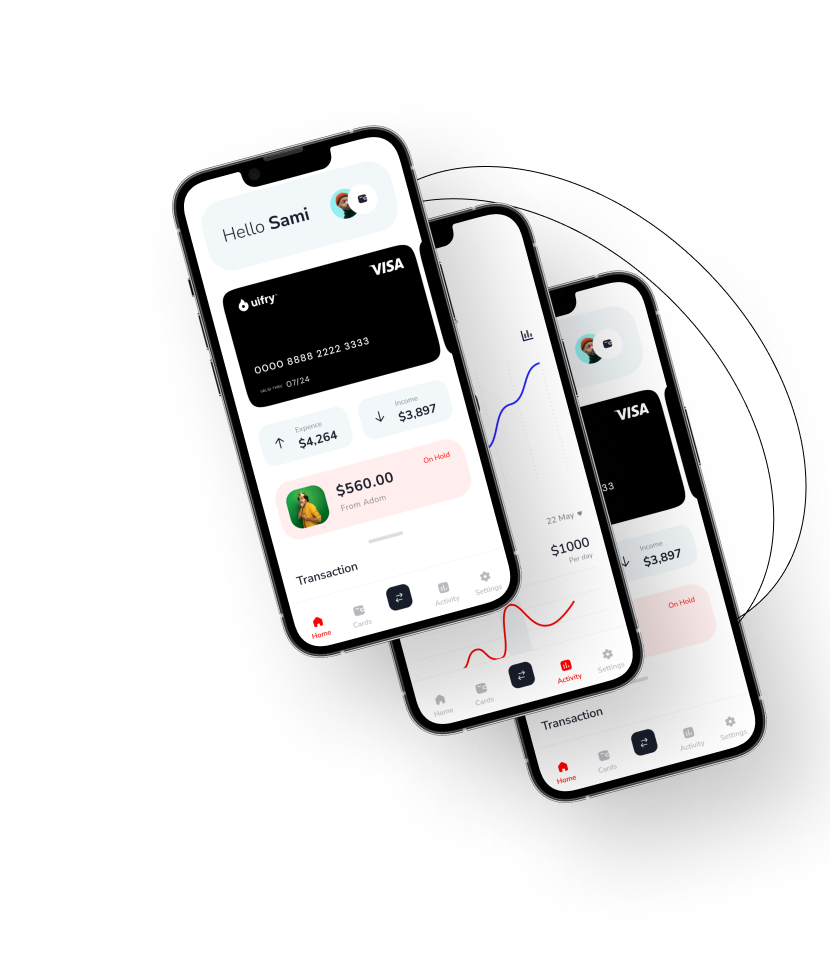 Hello Sami
VISA
uifry
0000 8888 2222 3333
VALID THRU 07/24
Expence
$4,264
Income
$3,897
On Hold
$560.00
From Adom
Transaction
Home
Cards
Activity
Settings
22 May
$1000
Per day
Home
Cards
Activity
Settings
VISA
33
Income
$3,897
On Hold
Transaction
Home
Cards
Activity
Settings